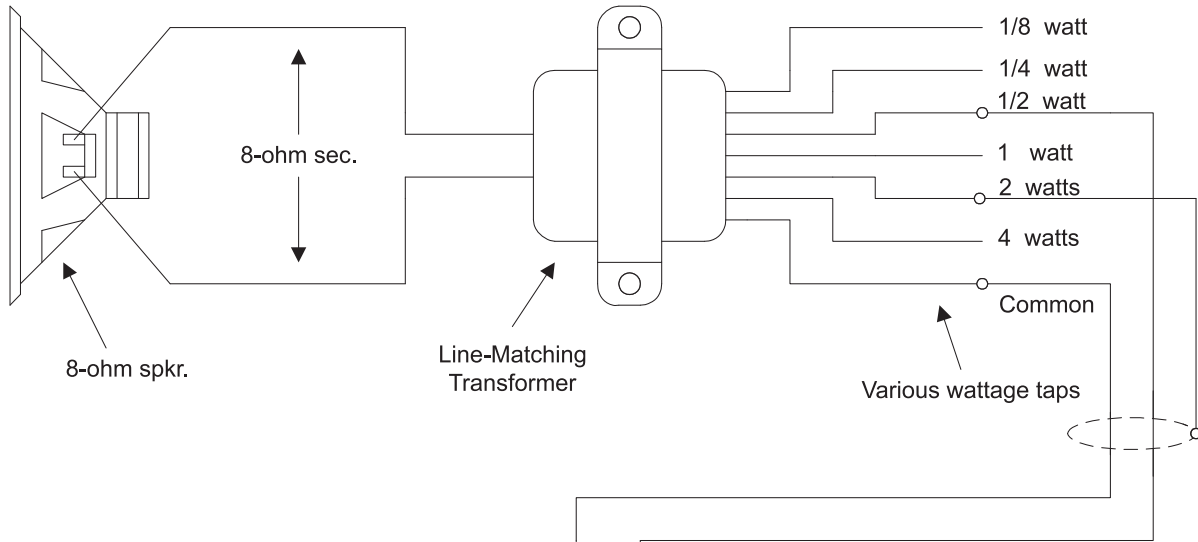 1/8 watt
1/4 watt
1/2 watt
8-ohm sec.
1 watt
2 watts
4 watts
Common
8-ohm spkr.
Line-Matching
Transformer
Various wattage taps